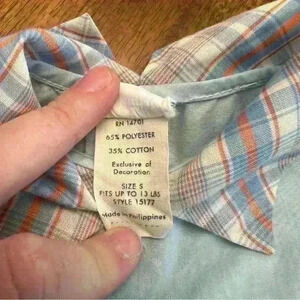 RN 14701
65% POLYESTER
35% COTTON
Exclusive of
Decoration
SIZE S
FITS UP TO 13 LBS
STYLE 15177
Made in Philippines